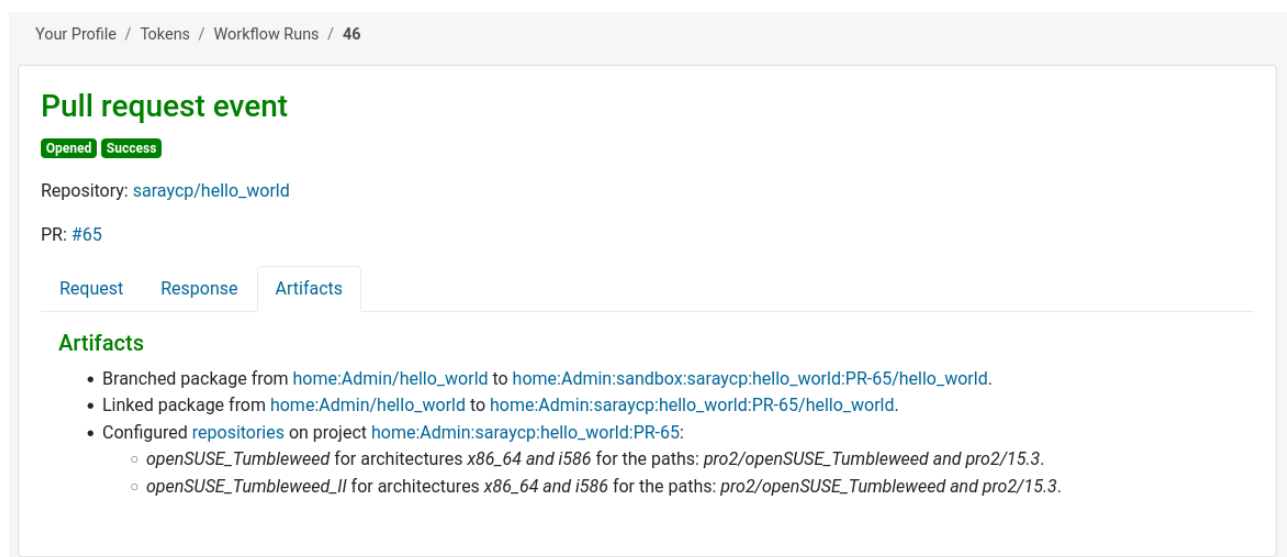 Your Profile / Tokens / Workflow Runs / 46
Pull request event
Opened Success
Repository: saraycp/hello_world
PR: #65
Request Response Artifacts
Artifacts
• Branched package from home:Admin/hello_world to home:Admin:sandbox:saraycp:hello_world:PR-65/hello_world.
• Linked package from home:Admin/hello_world to home:Admin:saraycp:hello_world:PR-65/hello_world.
• Configured repositories on project home:Admin:saraycp:hello_world:PR-65:
○ openSUSE_Tumbleweed for architectures x86_64 and i586 for the paths: pro2/openSUSE_Tumbleweed and pro2/15.3.
○ openSUSE_Tumbleweed_II for architectures x86_64 and i586 for the paths: pro2/openSUSE_Tumbleweed and pro2/15.3.